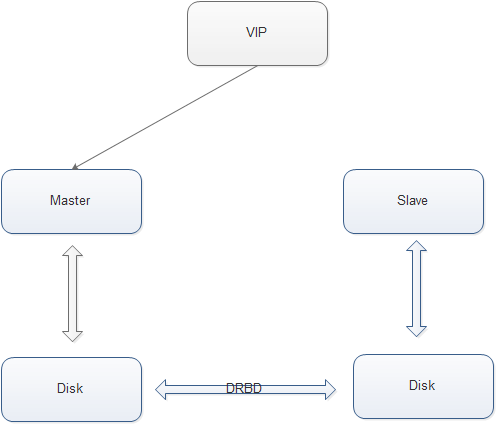 VIP
Master
Slave
Disk
DRBD
Disk